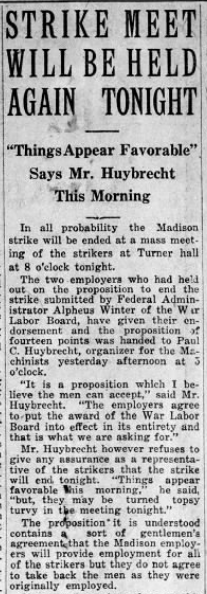 STRIKE MEET
WILL BE HELD
AGAIN TONIGHT
"Things Appear Favorable"
Says Mr. Huybrecht
This Morning
In all probability the Madison
strike will be ended at a mass meet-
ing of the strikers at Turner hall
at 8 o'clock tonight.
The two employers who had held
out on the proposition to end the
strike submitted by Federal Admin-
istrator Alpheus Winter of the War
Labor Board, have given their en-
dorsement and the proposition of
fourteen points was handed to Paul
C. Huybrecht, organizer for the Ma-
chinists yesterday afternoon at 5
o'clock.
"It is a proposition which I be-
lieve the men can accept," said Mr.
Huybrecht. "The employers agree
to put the award of the War Labor
Board into effect in its entirety and
that is what we are asking for."
Mr. Huybrecht however refuses to
give any assurance as a representa-
tive of the strikers that the strike
will end tonight. "Things appear
favorable this morning," he said,
"but, they may be turned topsy
turvy in the meeting tonight."
The proposition it is understood
contains a sort of gentlemen's
agreement that the Madison employ-
ers will provide employment for all
of the strikers but they do not agree
to take back the men as they were
originally employed.